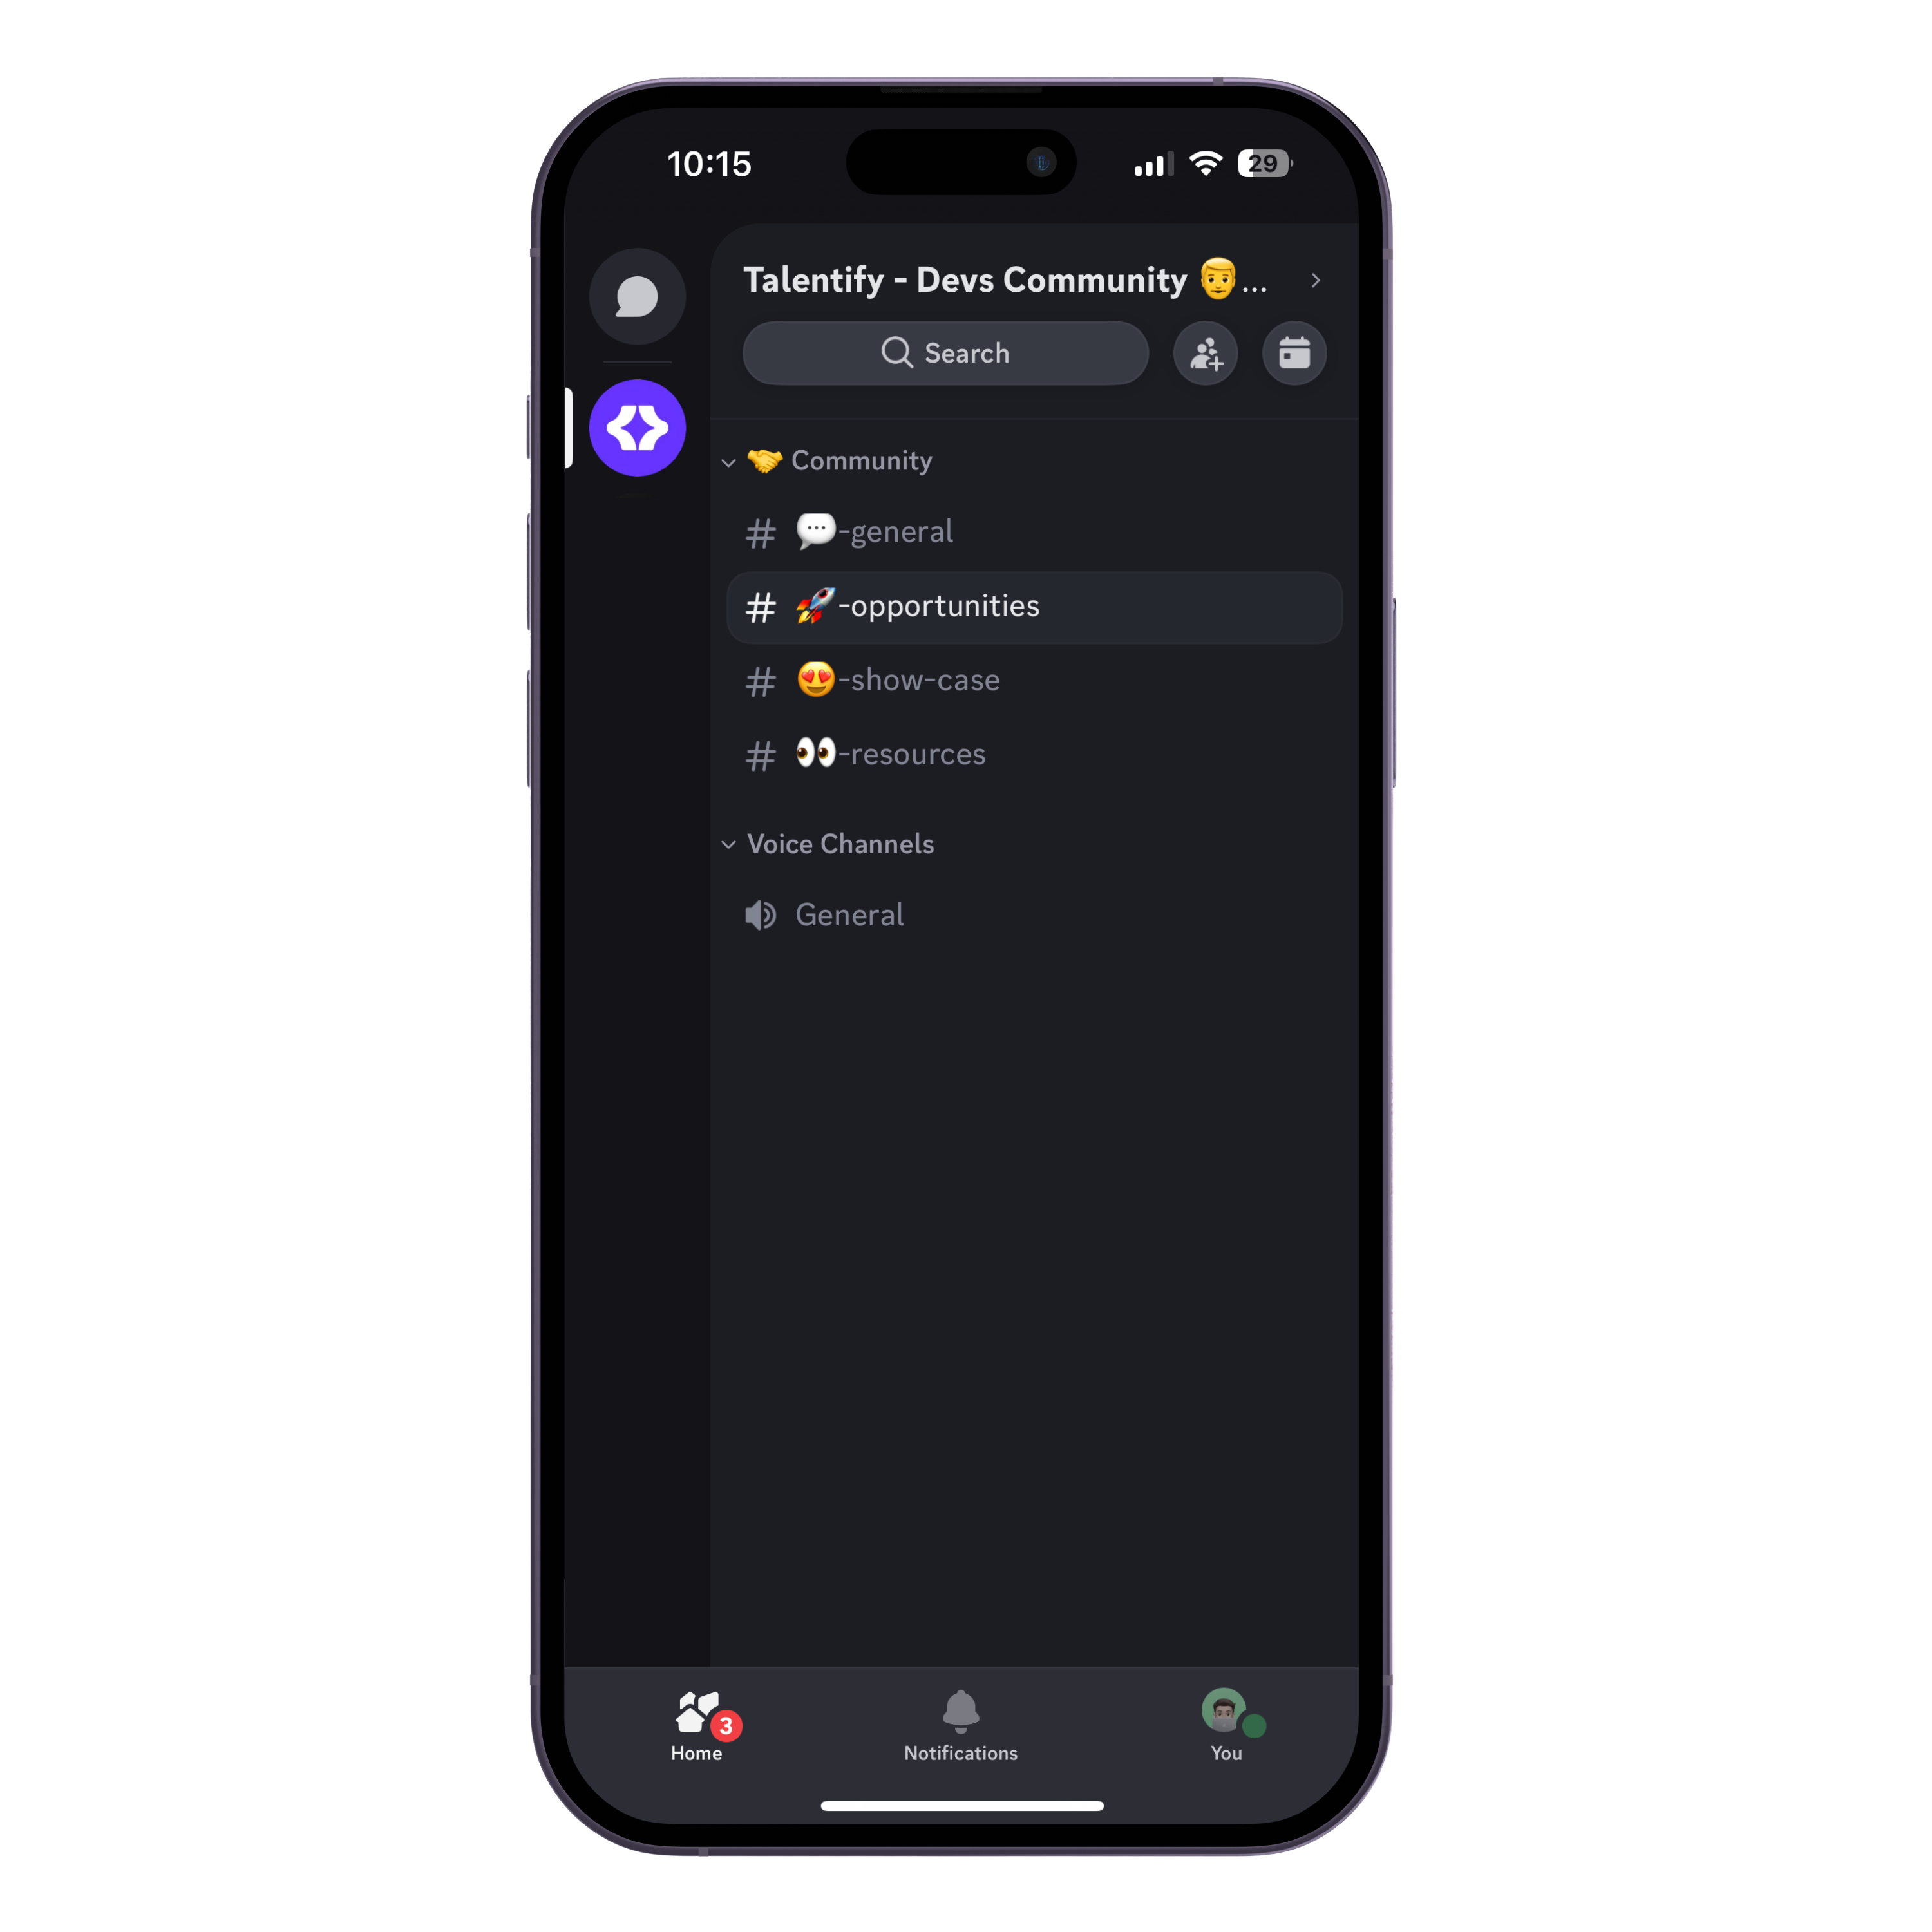 10:15
29
Talentify - Devs Community 👨...
Search
🤝 Community
# 💬-general
# 🚀-opportunities
# 😍-show-case
# 👀-resources
Voice Channels
General
3
Home
Notifications
You